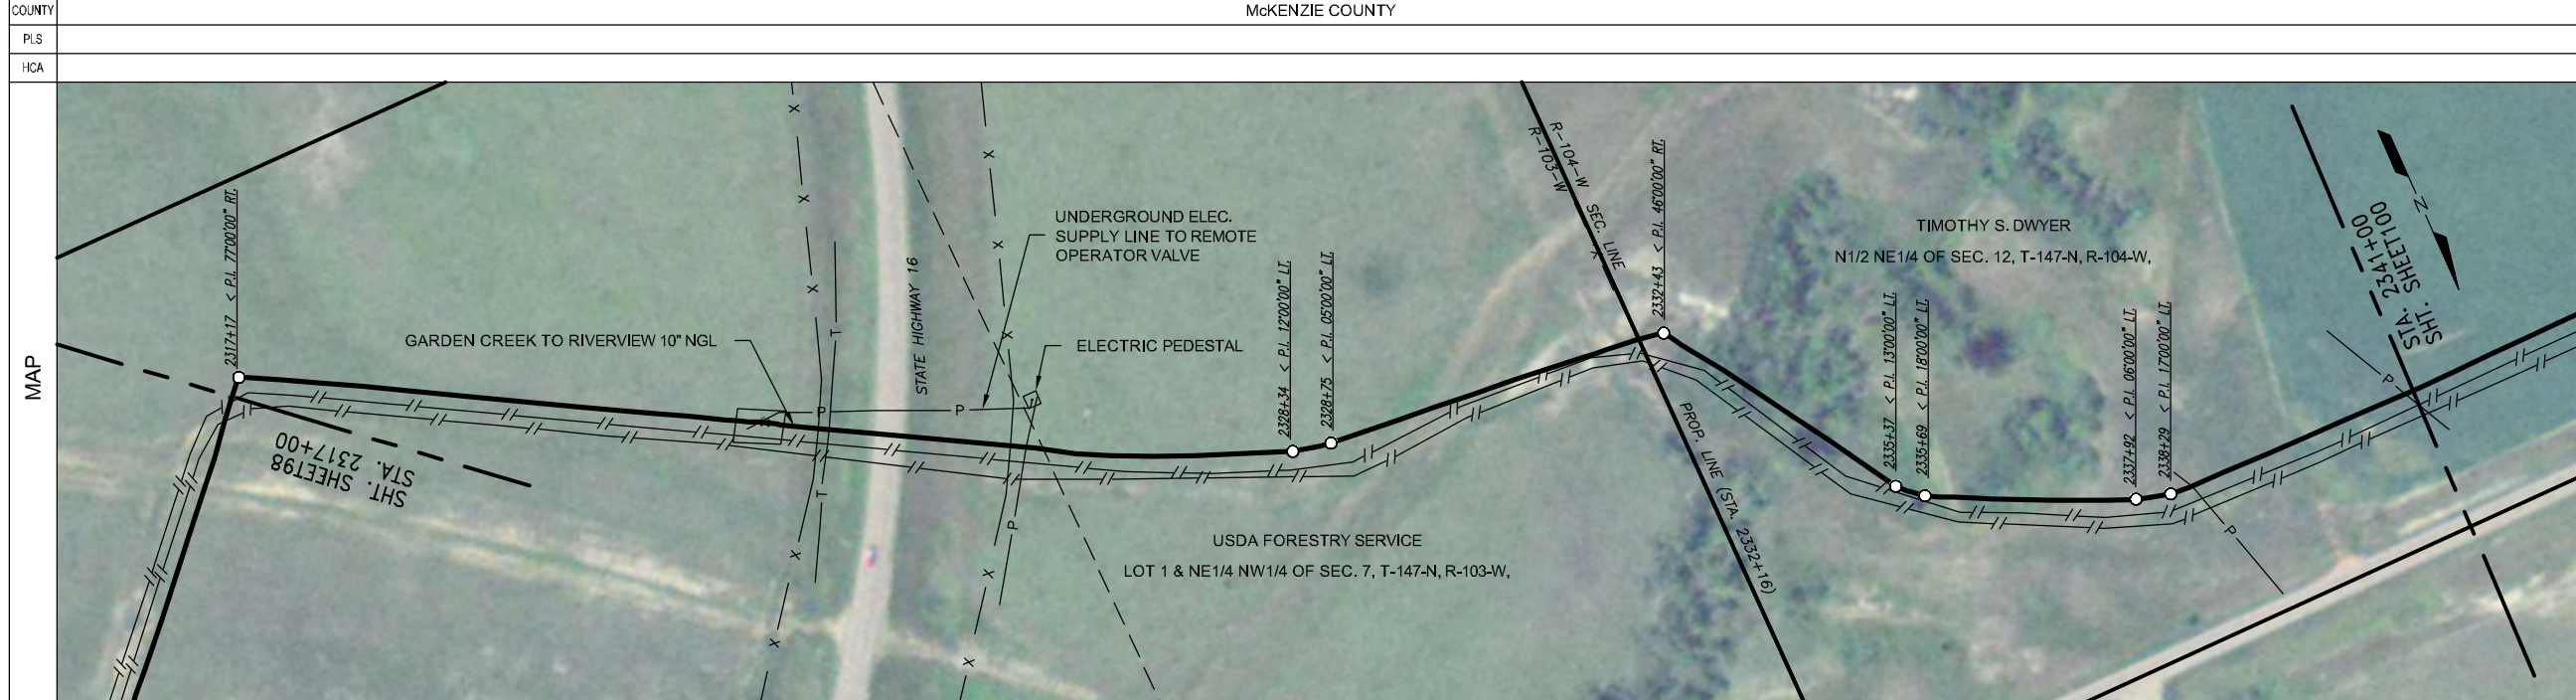 COUNTY
McKENZIE COUNTY
PLS
HCA
MAP
2317+17 < P.I. 77°00'00" RT.
SHT. SHEET98
STA. 2317+00
GARDEN CREEK TO RIVERVIEW 10" NGL
STATE HIGHWAY 16
UNDERGROUND ELEC.
SUPPLY LINE TO REMOTE
OPERATOR VALVE
ELECTRIC PEDESTAL
2328+34 < P.I. 12°00'00" LT.
2328+75 < P.I. 05°00'00" LT.
USDA FORESTRY SERVICE
LOT 1 & NE1/4 NW1/4 OF SEC. 7, T-147-N, R-103-W,
R-104-W
R-103-W
SEC. LINE
PROP. LINE (STA. 2332+16)
2332+43 < P.I. 46°00'00" RT.
TIMOTHY S. DWYER
N1/2 NE1/4 OF SEC. 12, T-147-N, R-104-W,
2335+37 < P.I. 13°00'00" LT.
2335+69 < P.I. 18°00'00" LT.
2337+92 < P.I. 06°00'00" LT.
2338+29 < P.I. 17°00'00" LT.
STA. 2341+00
SHT. SHEET100
N
X
X
X
X
X
X
X
X
X
X
X
T
T
P
P
P
P
P